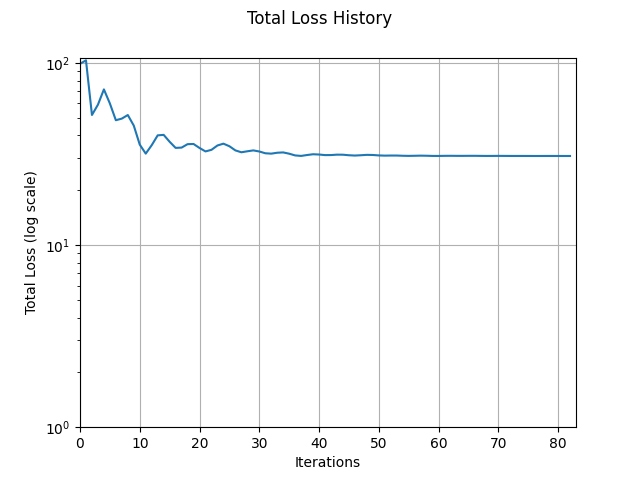 Total Loss History
Total Loss (log scale)
10²
10¹
10⁰
0 10 20 30 40 50 60 70 80
Iterations